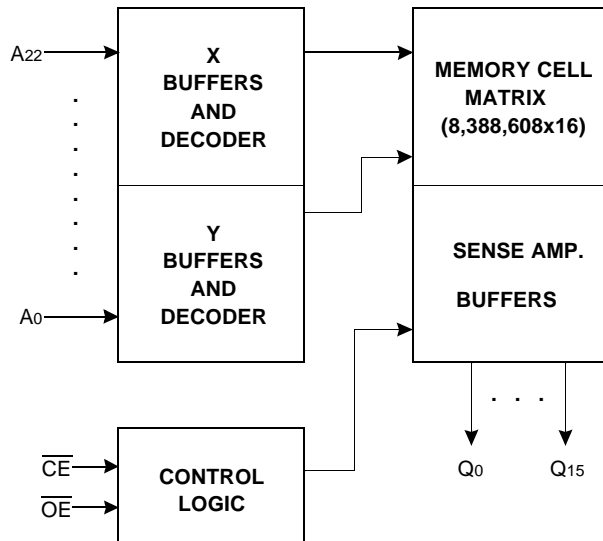 A22
X
BUFFERS
AND
DECODER
MEMORY CELL
MATRIX
(8,388,608x16)
Y
BUFFERS
AND
DECODER
A0
SENSE AMP.
BUFFERS
CE
OE
CONTROL
LOGIC
Q0
. . .
Q15